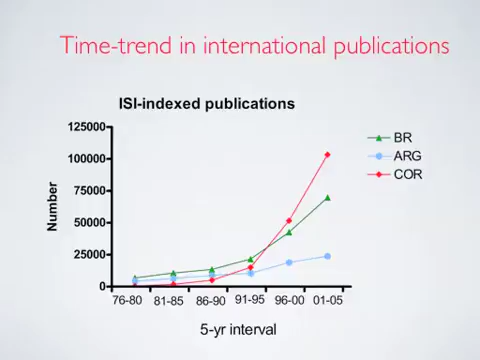 Time-trend in international publications
ISI-indexed publications
125000
100000
75000
50000
25000
0
Number
76-80 81-85 86-90 91-95 96-00 01-05
5-yr interval
BR
ARG
COR